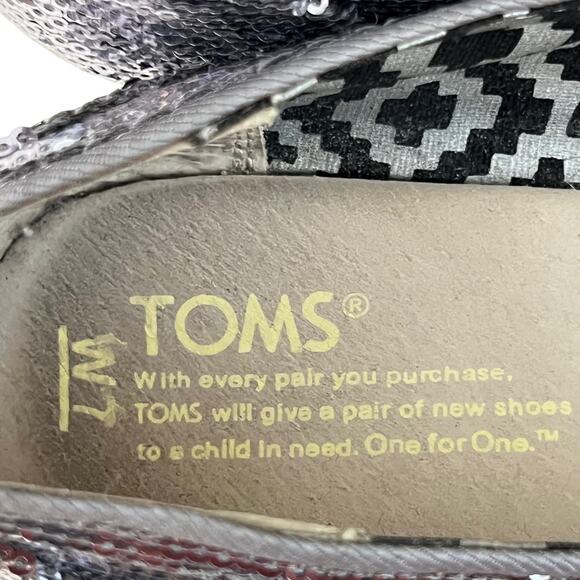 TOMS®
With every pair you purchase,
TOMS will give a pair of new shoes
to a child in need. One for One.™
W7